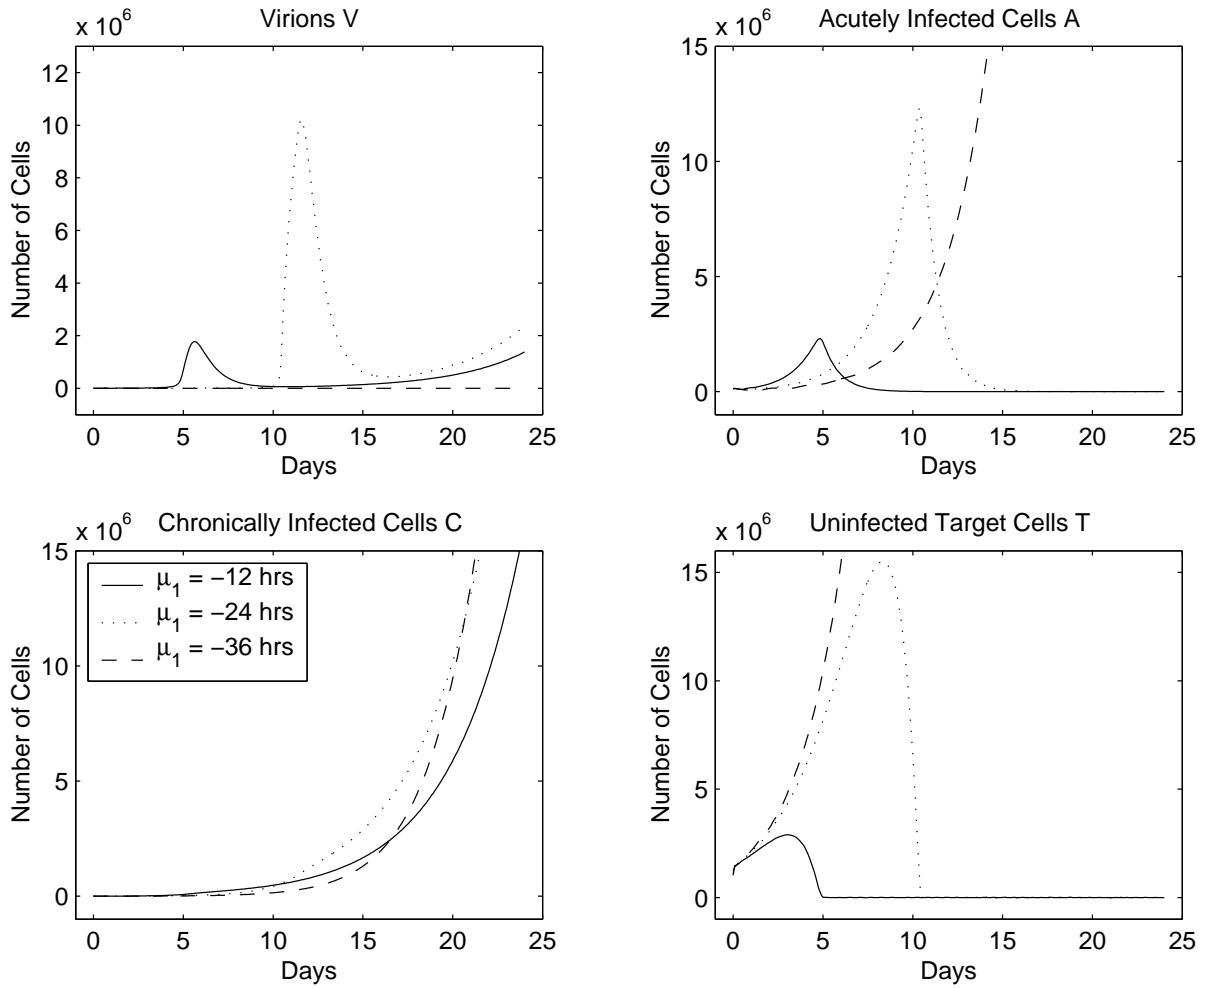 Virions V
x 10^6
Number of Cells
12
10
8
6
4
2
0
0 5 10 15 20 25
Days
Acutely Infected Cells A
x 10^6
Number of Cells
15
10
5
0
0 5 10 15 20 25
Days
Chronically Infected Cells C
x 10^6
Number of Cells
15
10
5
0
μ_1 = −12 hrs
μ_1 = −24 hrs
μ_1 = −36 hrs
0 5 10 15 20 25
Days
Uninfected Target Cells T
x 10^6
Number of Cells
15
10
5
0
0 5 10 15 20 25
Days